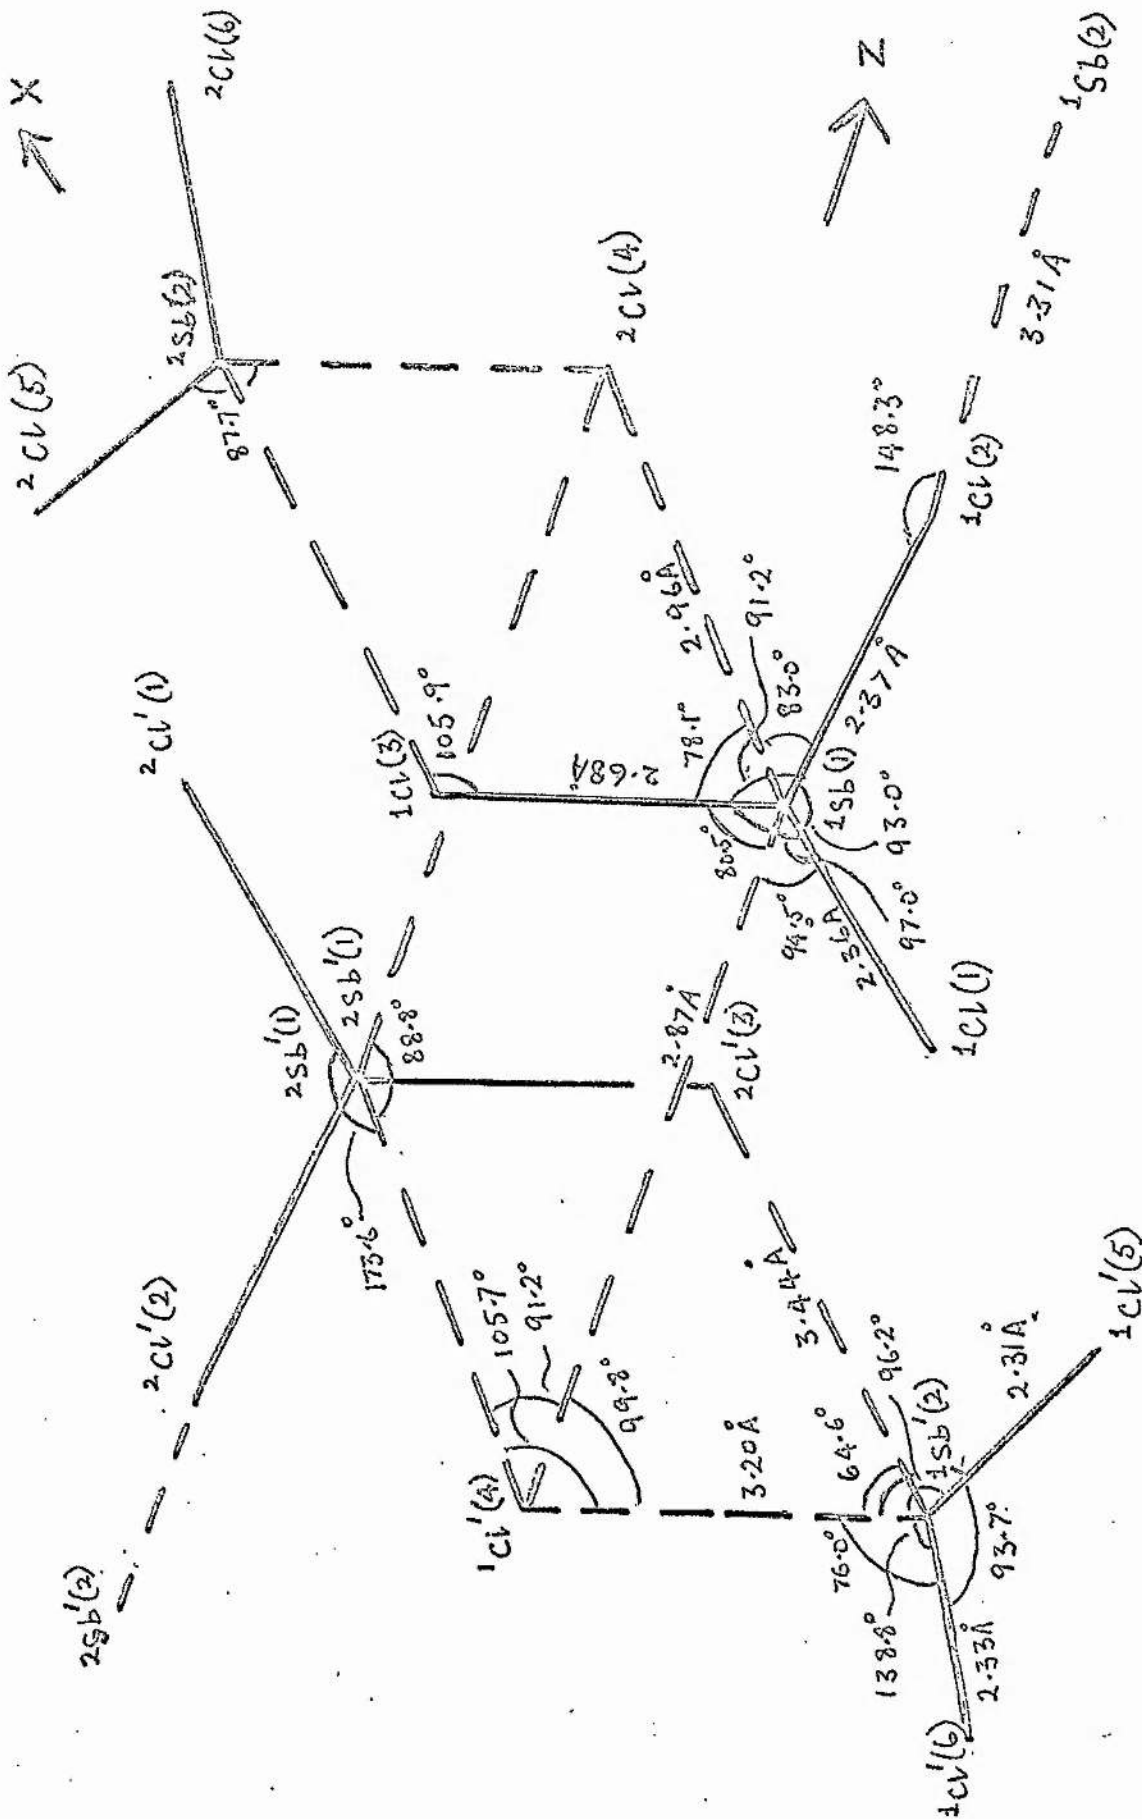 X
²Cl(6)
²Cl(5)
²Sb(2)
87.7°
²Cl(4)
Z
¹Sb(2)
3.31Å
148.3°
¹Cl(2)
²Cl'(1)
¹Cl(3)
105.9°
2.96Å
91.2°
83.0°
2.37Å
78.1°
2.68Å
¹Sb(1)
93.0°
80.5°
97.0°
94.5°
2.36A
¹Cl(1)
²Sb'(1)
²Sb'(1)
88.8°
2.87Å
²Cl'(3)
²Cl'(2)
173.6°
2Sb'(2)
105.7°
91.2°
99.8°
¹Cl'(4)
3.44A
96.2°
3.20Å
64.6°
¹Sb'(2)
2.31Å
¹Cl'(5)
76.0°
93.7°
138.8°
2.33Å
¹Cl'(6)